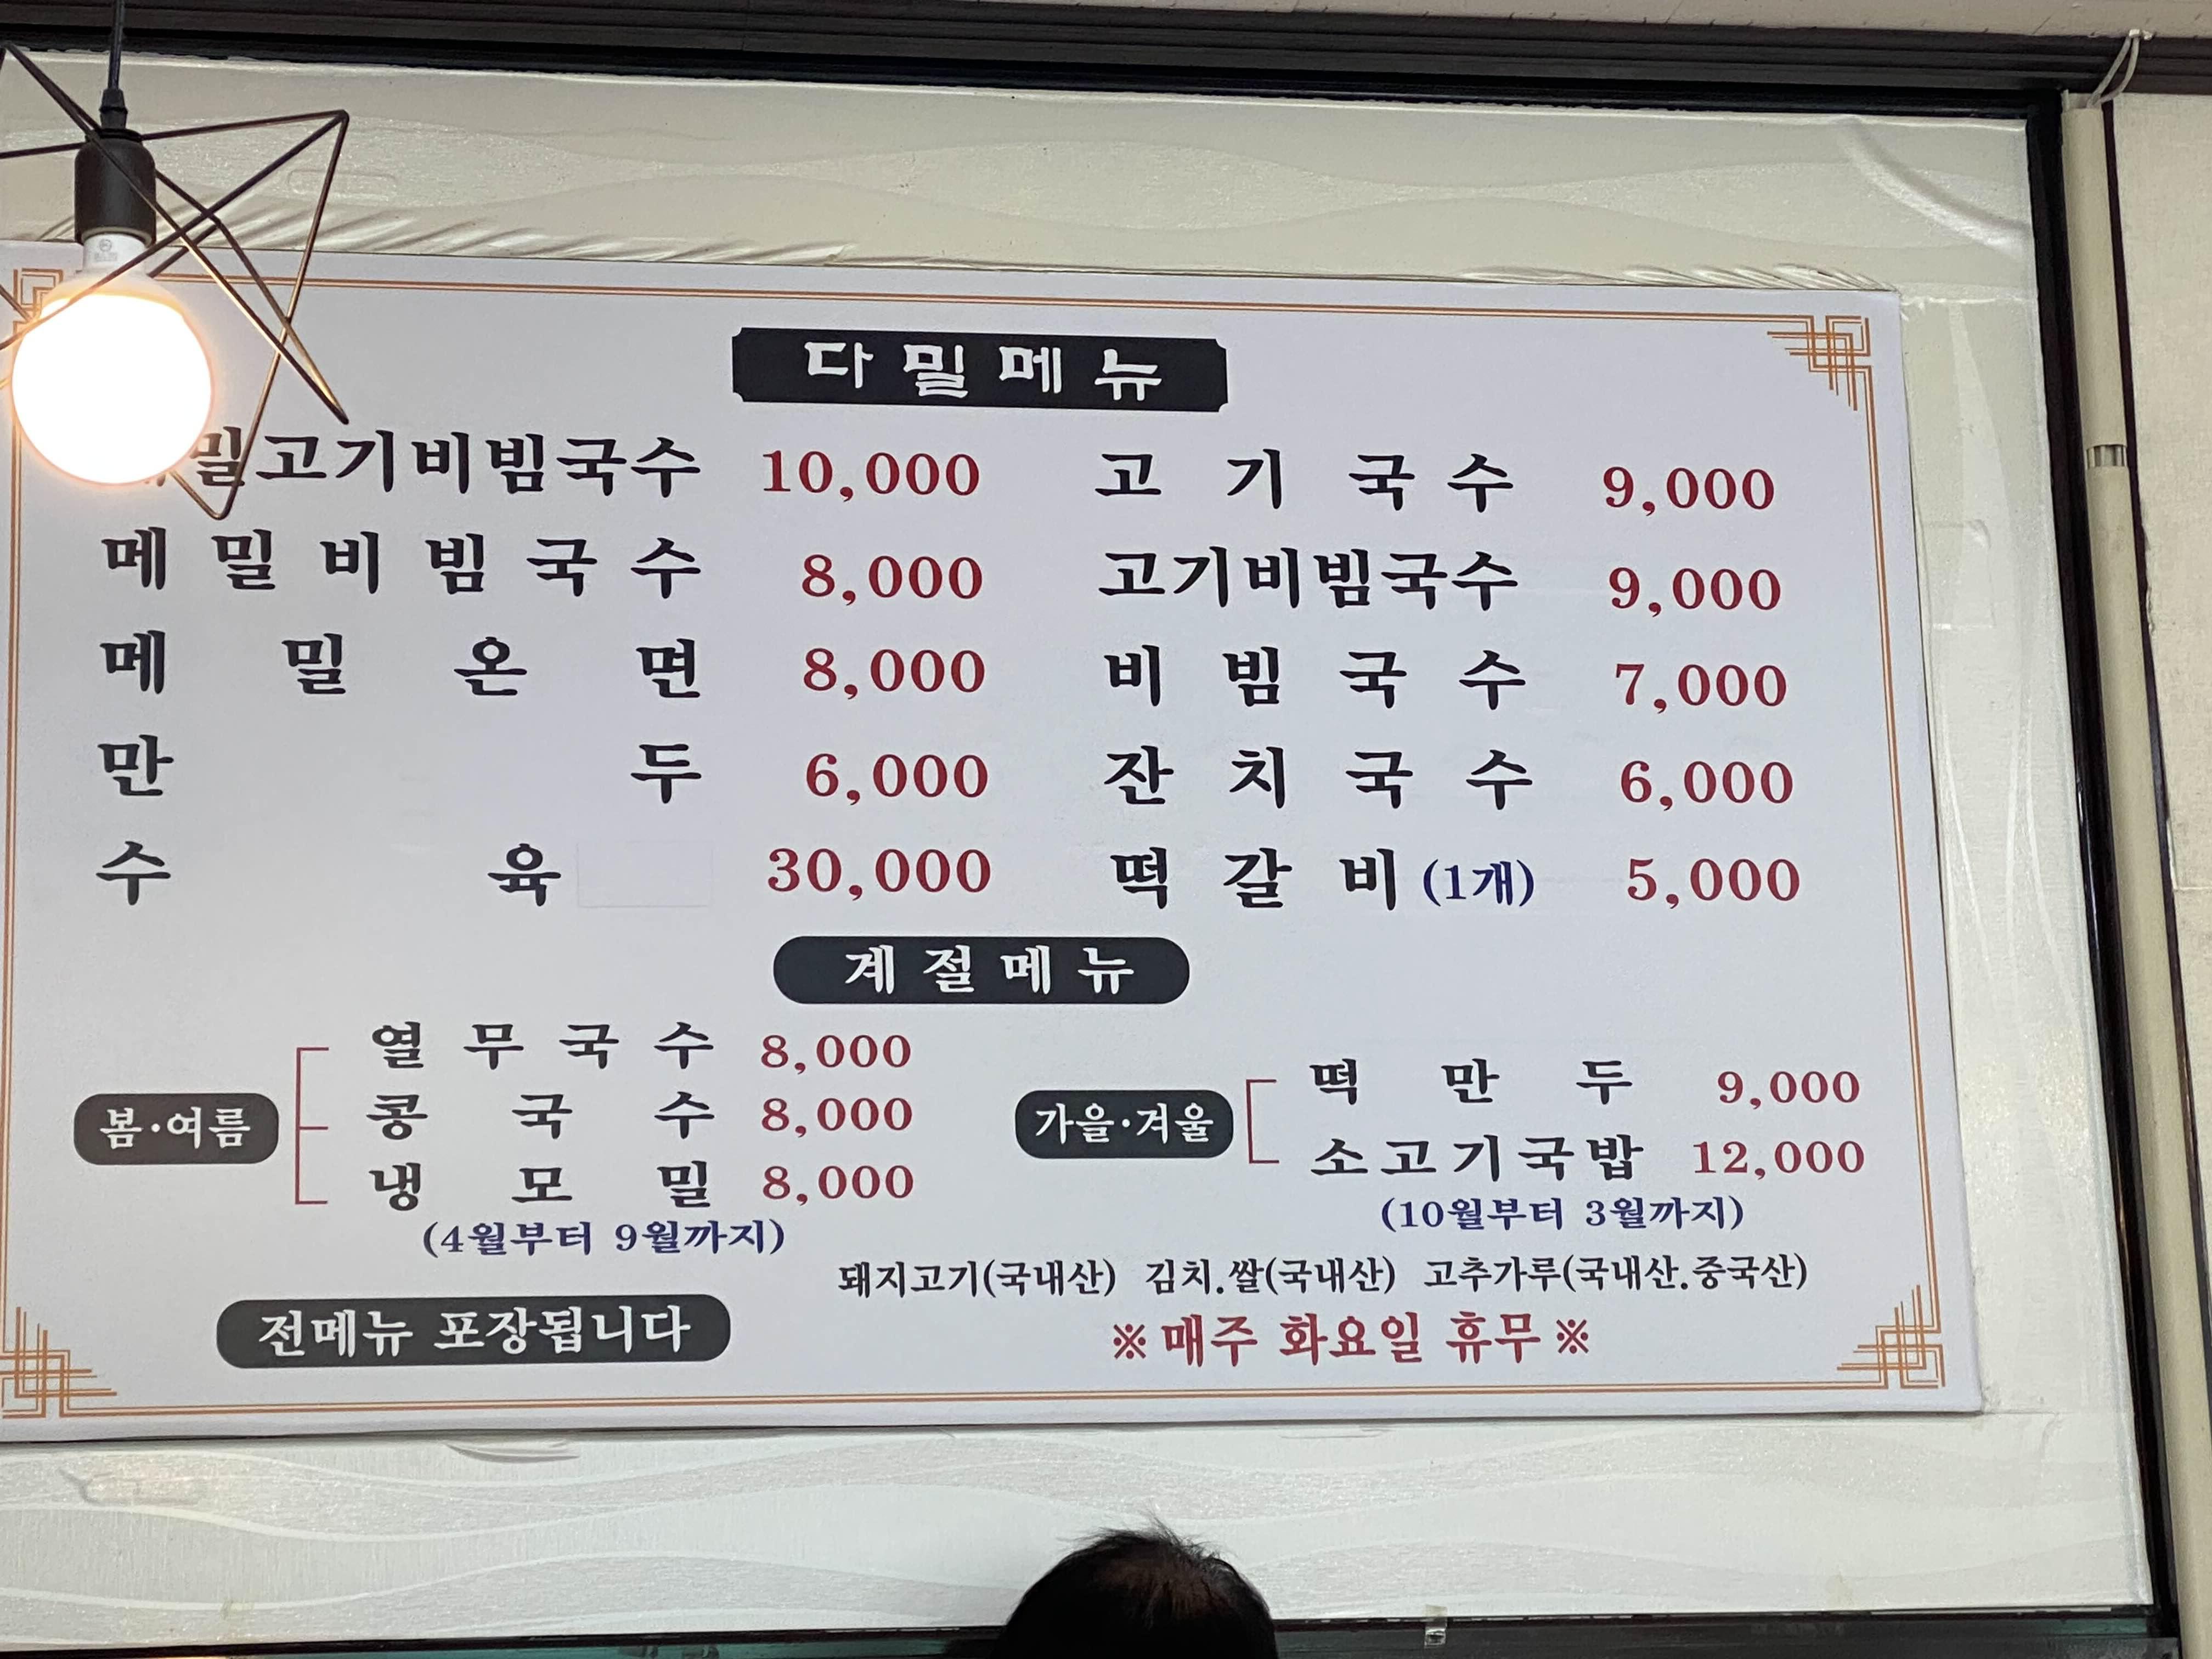 다밀메뉴
밀고기비빔국수 10,000
메밀비빔국수 8,000
메밀온면 8,000
만두 6,000
수육 30,000
고기국수 9,000
고기비빔국수 9,000
비빔국수 7,000
잔치국수 6,000
떡갈비 (1개) 5,000
계절메뉴
봄·여름
열무국수 8,000
콩국수 8,000
냉모밀 8,000
(4월부터 9월까지)
가을·겨울
떡만두 9,000
소고기국밥 12,000
(10월부터 3월까지)
돼지고기(국내산) 김치.쌀(국내산) 고추가루(국내산.중국산)
전메뉴 포장됩니다
※매주 화요일 휴무※